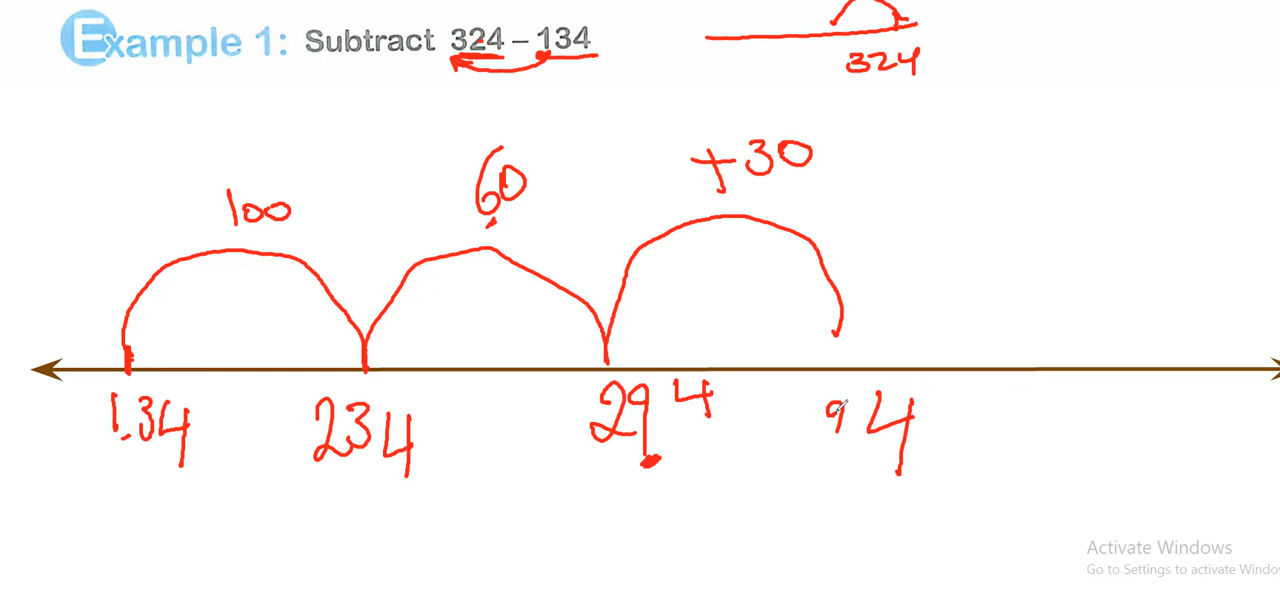 Example 1: Subtract 324 – 134
324
100
60
+30
134
234
294
94
Activate Windows
Go to Settings to activate Windo